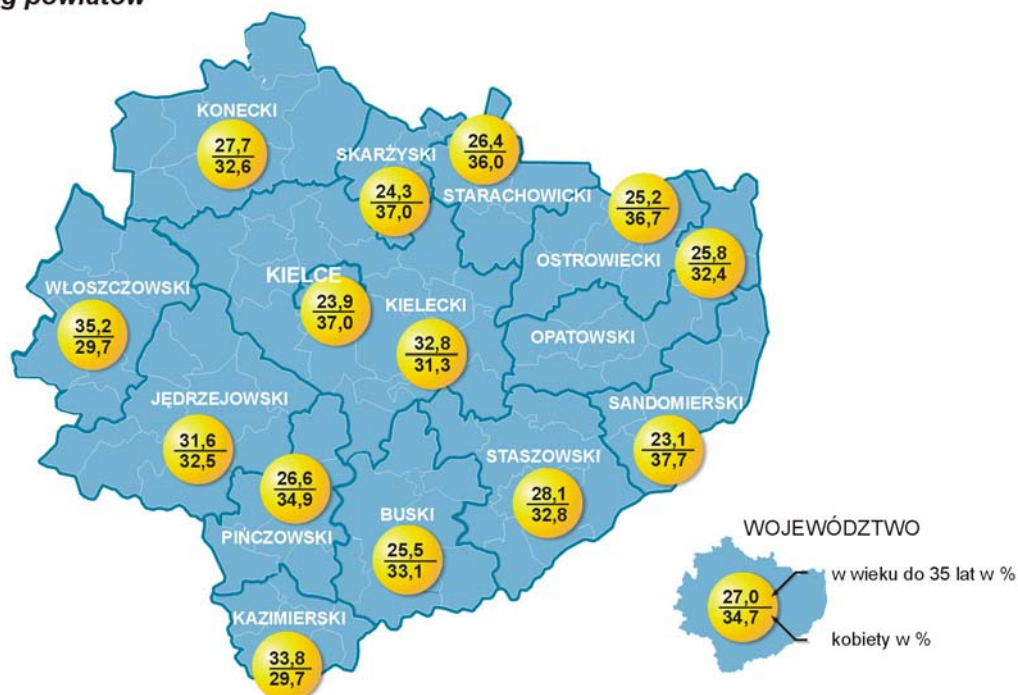 g powiatów
KONECKI
27,7
32,6
SKARŻYSKI
24,3
37,0
26,4
36,0
STARACHOWICKI
25,2
36,7
OSTROWIECKI
25,8
32,4
OPATOWSKI
WŁOSZCZOWSKI
35,2
29,7
KIELCE
23,9
37,0
KIELECKI
32,8
31,3
JĘDRZEJOWSKI
31,6
32,5
26,6
34,9
PIŃCZOWSKI
BUSKI
25,5
33,1
STASZOWSKI
28,1
32,8
SANDOMIERSKI
23,1
37,7
KAZIMIERSKI
33,8
29,7
WOJEWÓDZTWO
27,0
34,7
w wieku do 35 lat w %
kobiety w %